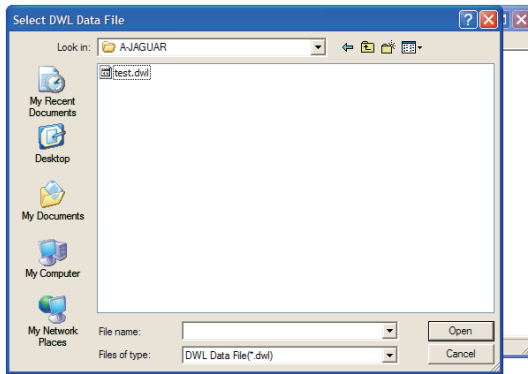 Select DWL Data File
Look in: A-JAGUAR
test.dwl
My Recent
Documents
Desktop
My Documents
My Computer
My Network
Places
File name:
Open
Files of type: DWL Data File(*.dwl)
Cancel